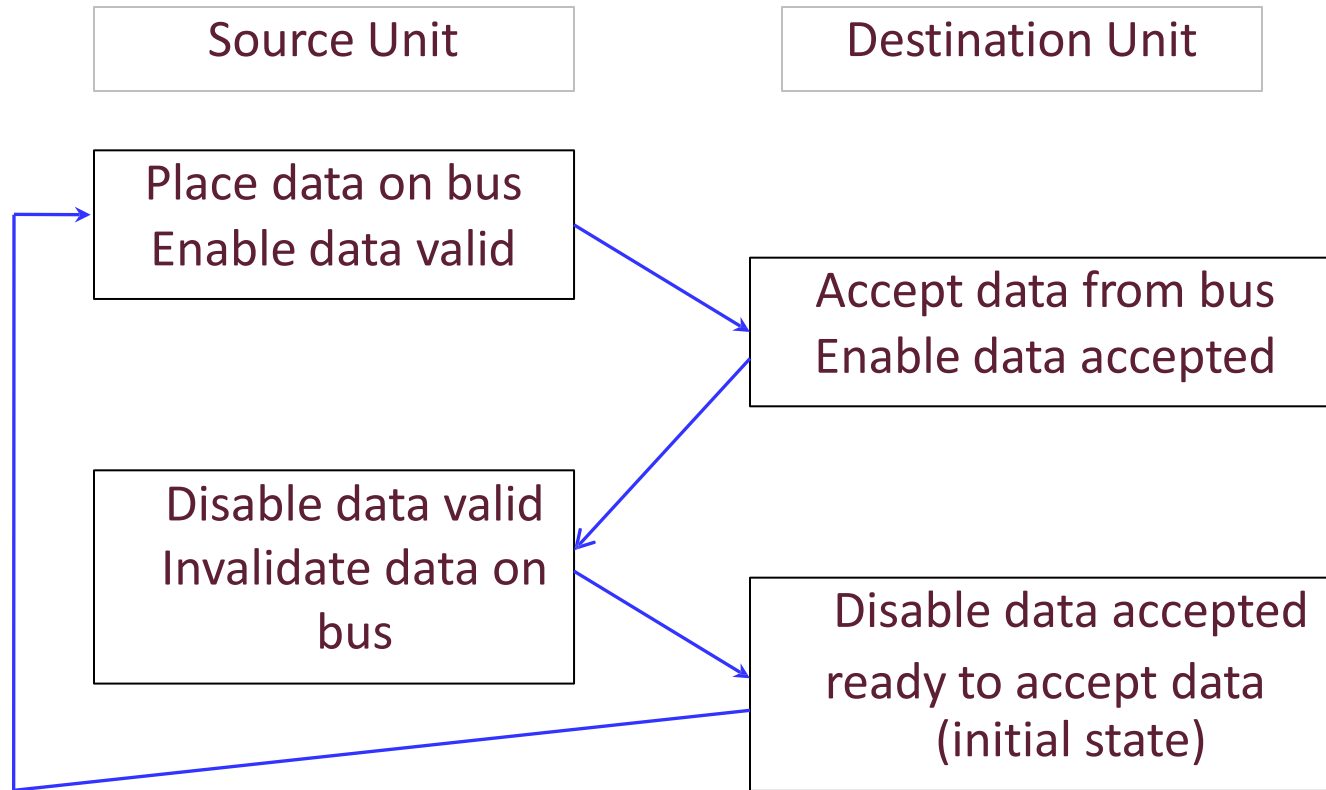 Source Unit
Destination Unit
Place data on bus
Enable data valid
Accept data from bus
Enable data accepted
Disable data valid
Invalidate data on
bus
Disable data accepted
ready to accept data
(initial state)